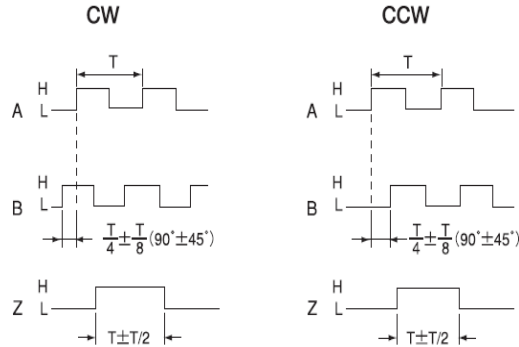 CW
CCW
T
H
A L
H
B L
T/4 ± T/8 (90°±45°)
H
Z L
T±T/2
T
H
A L
H
B L
T/4 ± T/8 (90°±45°)
H
Z L
T±T/2